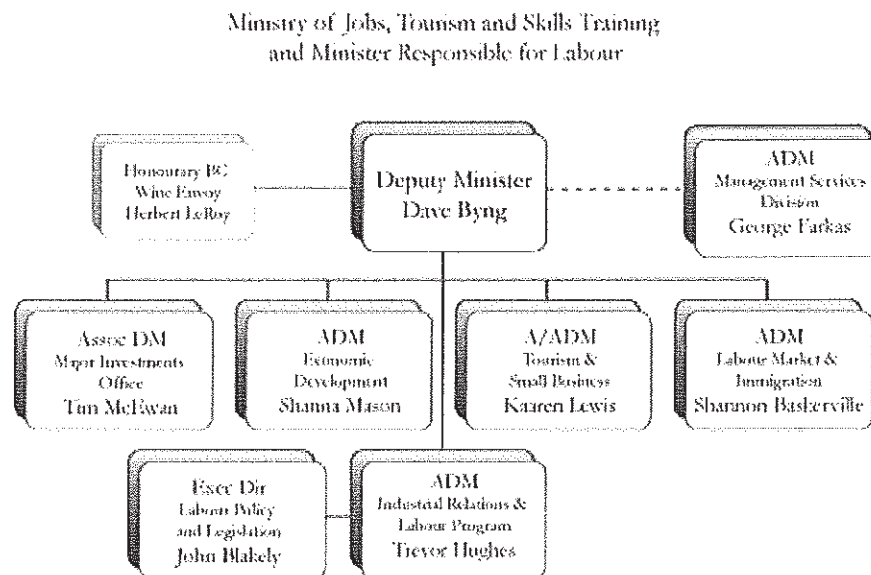 Ministry of Jobs, Tourism and Skills Training
and Minister Responsible for Labour
Honourary BC
Wine Envoy
Herbert LeRoy
Deputy Minister
Dave Byng
ADM
Management Services
Division
George Farkas
Assoc DM
Major Investments
Office
Tim McEwan
ADM
Economic
Development
Shanna Mason
A/ADM
Tourism &
Small Business
Kaaren Lewis
ADM
Labour Market &
Immigration
Shannon Baskerville
Exec Dir
Labour Policy
and Legislation
John Blakely
ADM
Industrial Relations &
Labour Program
Trevor Hughes